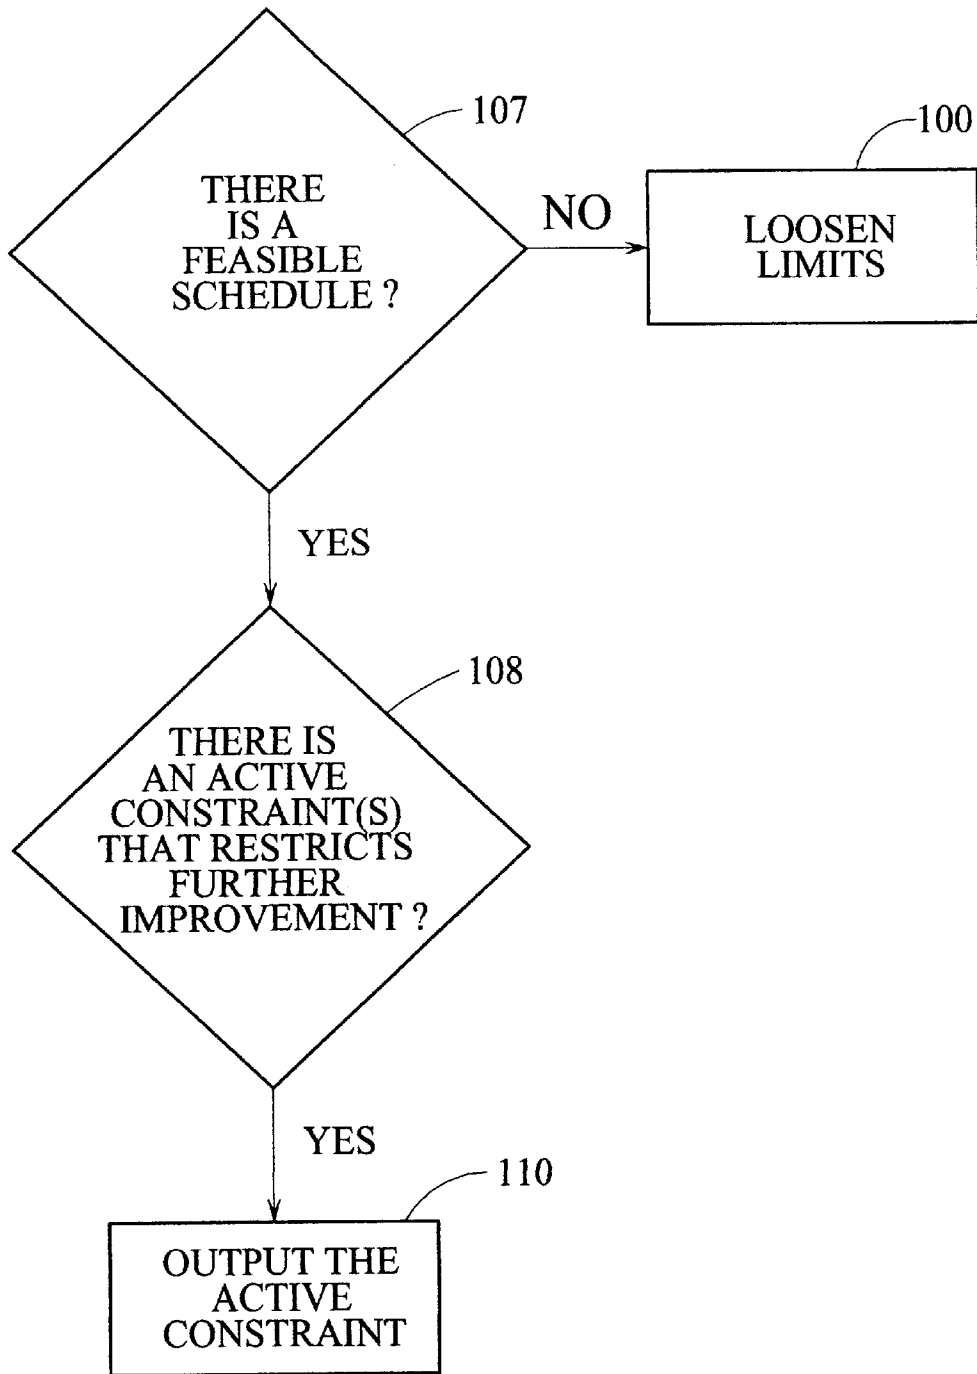 107
THERE
IS A
FEASIBLE
SCHEDULE ?
NO
100
LOOSEN
LIMITS
YES
108
THERE IS
AN ACTIVE
CONSTRAINT(S)
THAT RESTRICTS
FURTHER
IMPROVEMENT ?
YES
110
OUTPUT THE
ACTIVE
CONSTRAINT